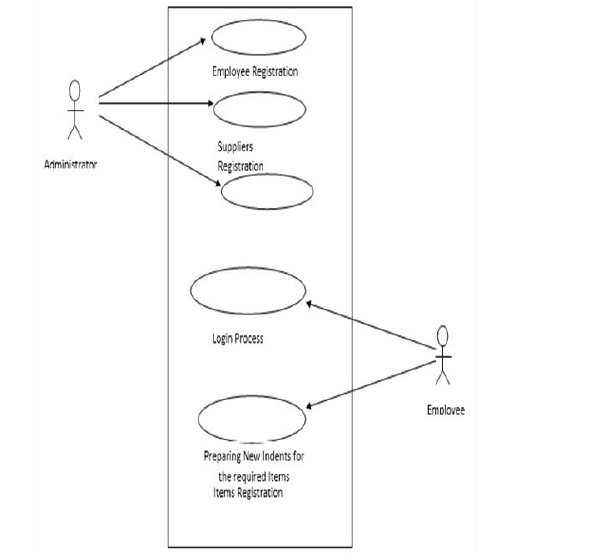 Employee Registration
Suppliers
Registration
Administrator
Login Process
Employee
Preparing New Indents for
the required Items
Items Registration